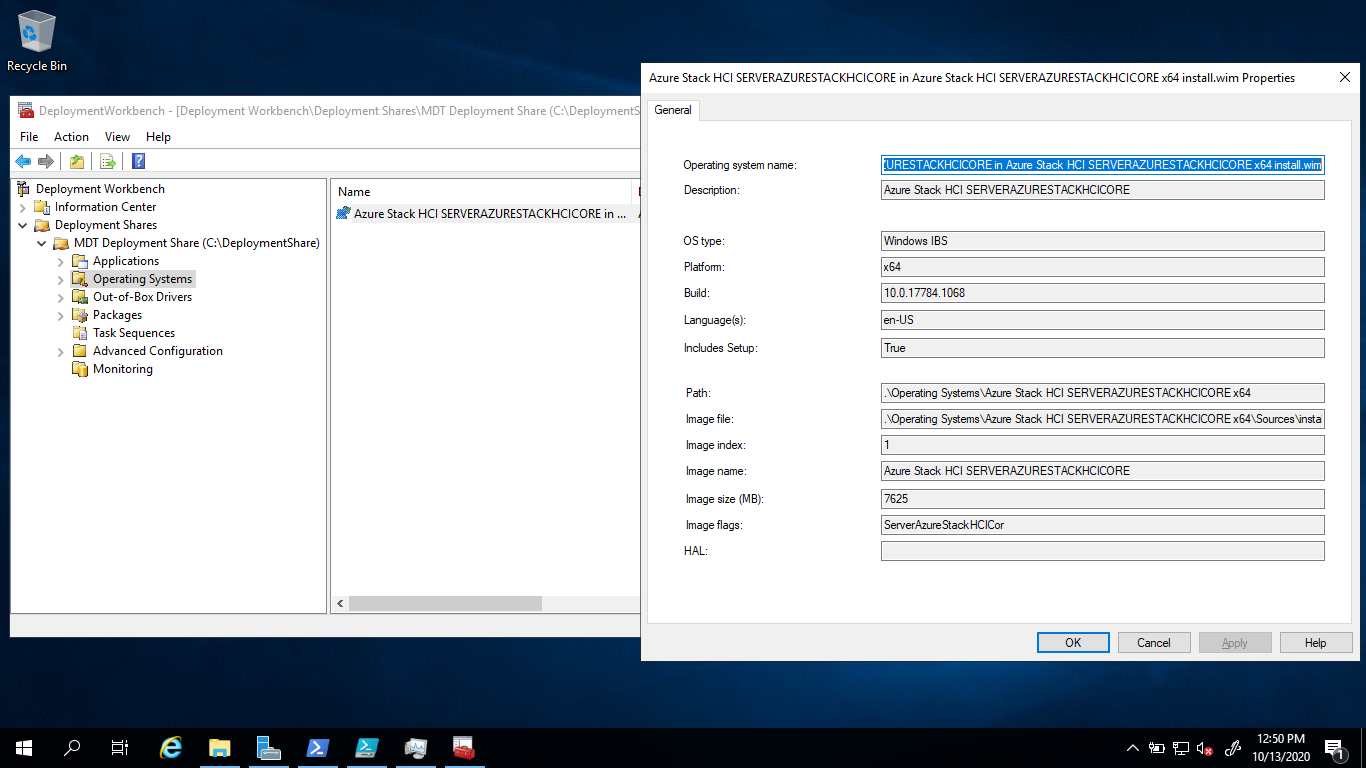 Recycle Bin
DeploymentWorkbench - [Deployment Workbench\Deployment Shares\MDT Deployment Share (C:\DeploymentS
File Action View Help
Deployment Workbench
Information Center
Deployment Shares
MDT Deployment Share (C:\DeploymentShare)
Applications
Operating Systems
Out-of-Box Drivers
Packages
Task Sequences
Advanced Configuration
Monitoring
Name
Azure Stack HCI SERVERAZURESTACKHCICORE in ...
Azure Stack HCI SERVERAZURESTACKHCICORE in Azure Stack HCI SERVERAZURESTACKHCICORE x64 install.wim Properties
General
Operating system name: ZURESTACKHCICORE in Azure Stack HCI SERVERAZURESTACKHCICORE x64 install.wim
Description: Azure Stack HCI SERVERAZURESTACKHCICORE
OS type: Windows IBS
Platform: x64
Build: 10.0.17784.1068
Language(s): en-US
Includes Setup: True
Path: .\Operating Systems\Azure Stack HCI SERVERAZURESTACKHCICORE x64
Image file: .\Operating Systems\Azure Stack HCI SERVERAZURESTACKHCICORE x64\Sources\insta
Image index: 1
Image name: Azure Stack HCI SERVERAZURESTACKHCICORE
Image size (MB): 7625
Image flags: ServerAzureStackHCICor
HAL:
OK Cancel Apply Help
12:50 PM
10/13/2020
1